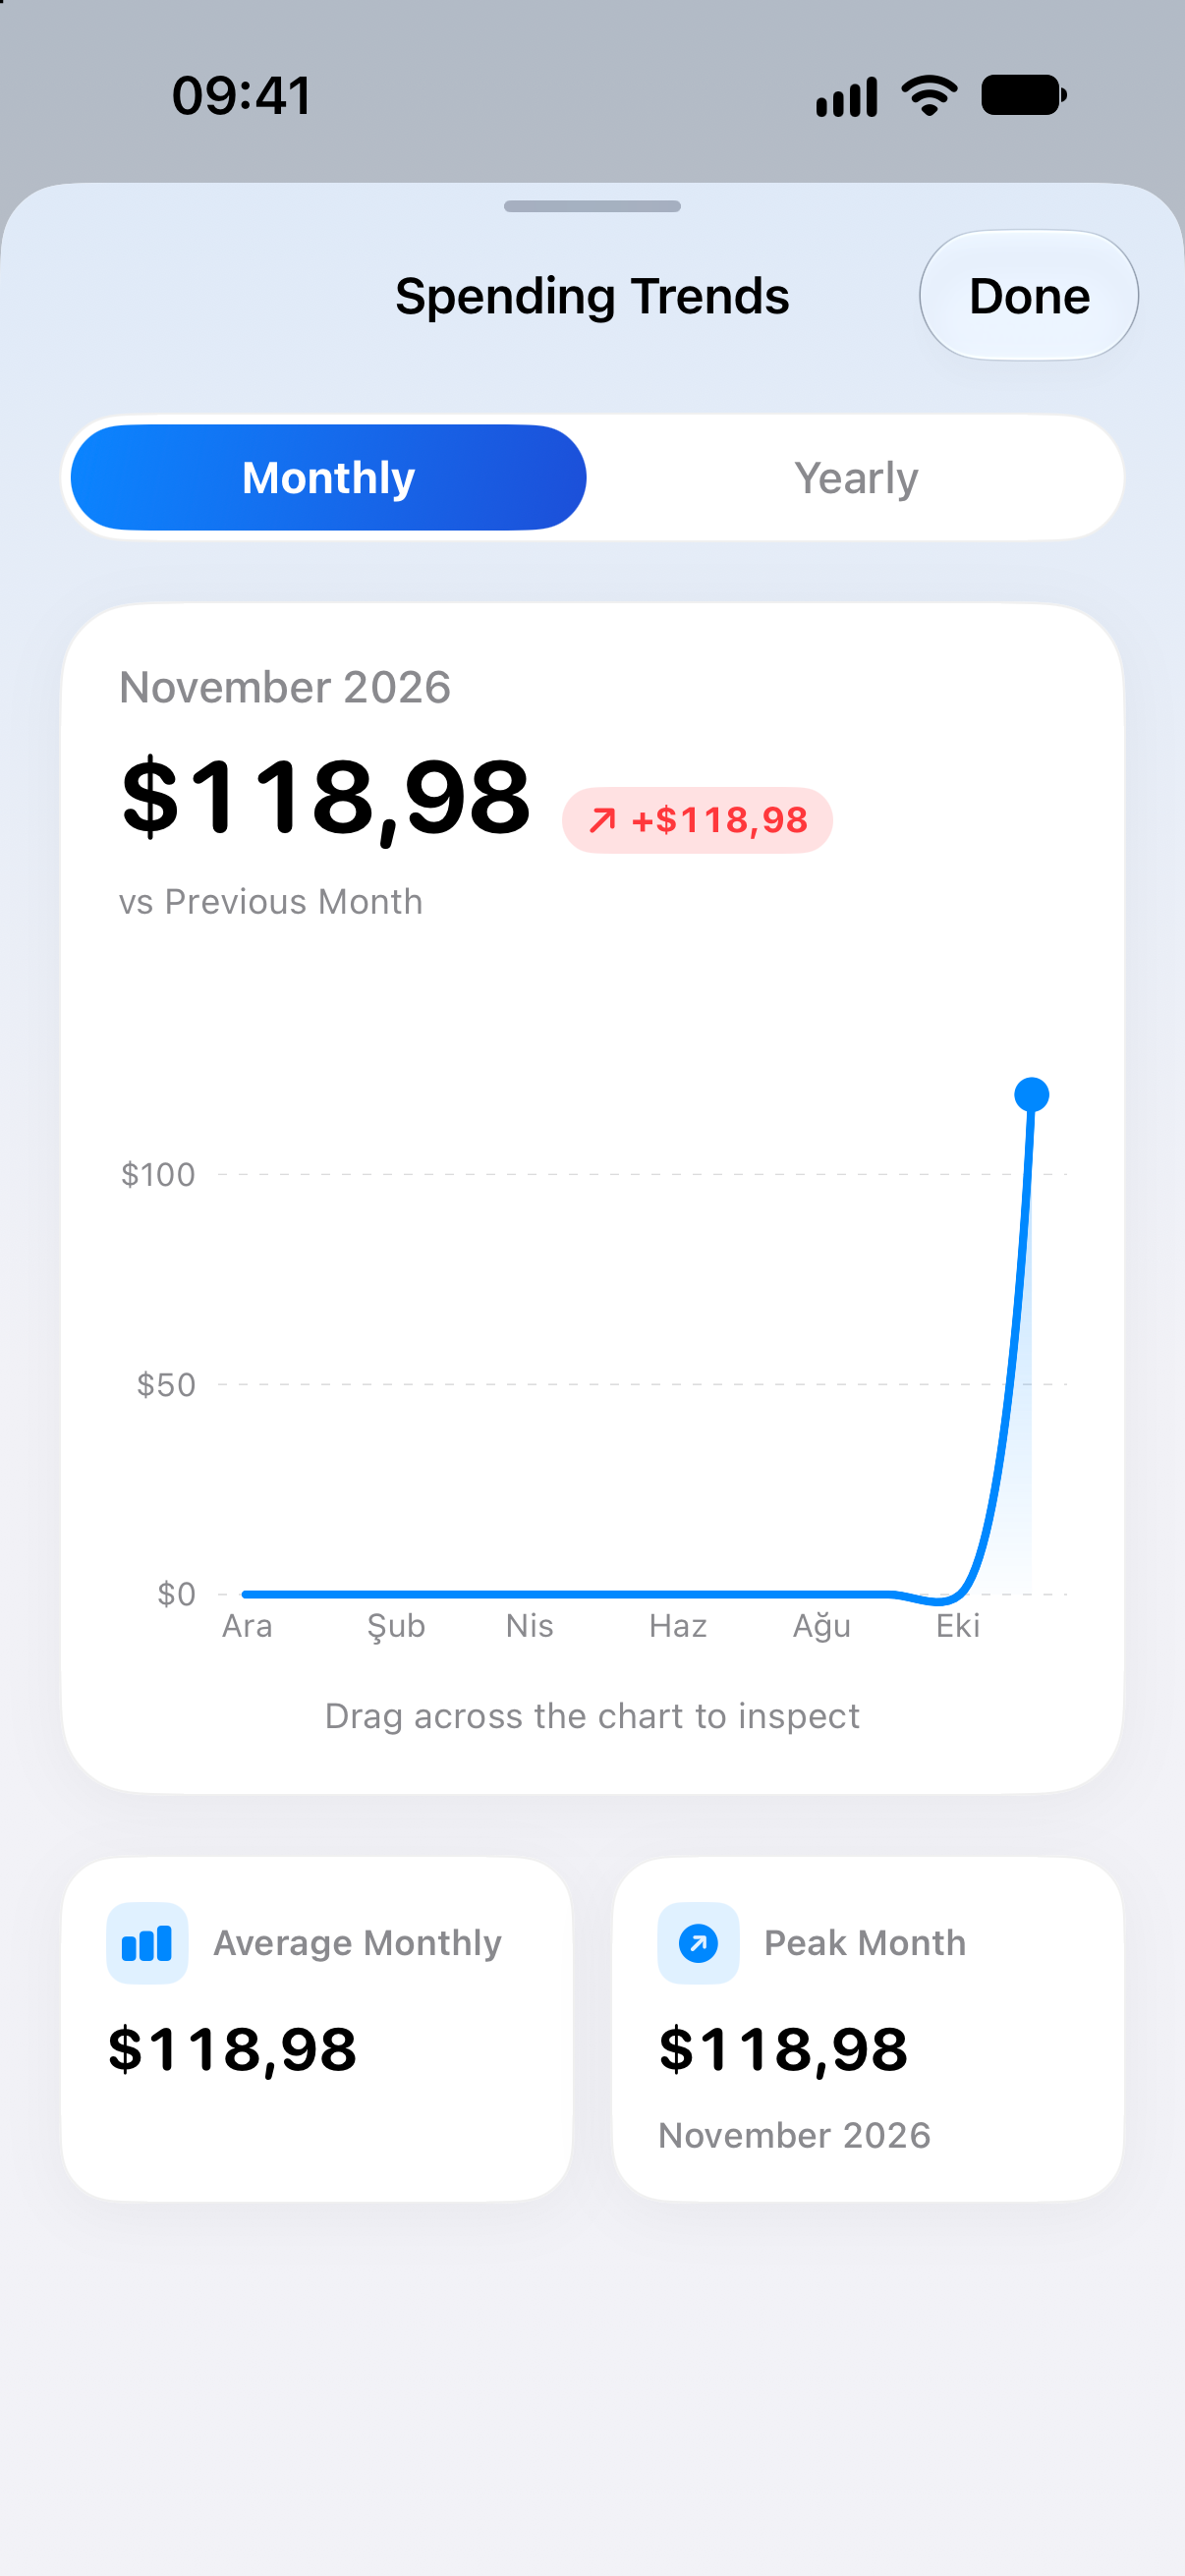 09:41
Spending Trends
Done
Monthly
Yearly
November 2026
$118,98
+$118,98
vs Previous Month
$100
$50
$0
Ara Şub Nis Haz Ağu Eki
Drag across the chart to inspect
Average Monthly
$118,98
Peak Month
$118,98
November 2026